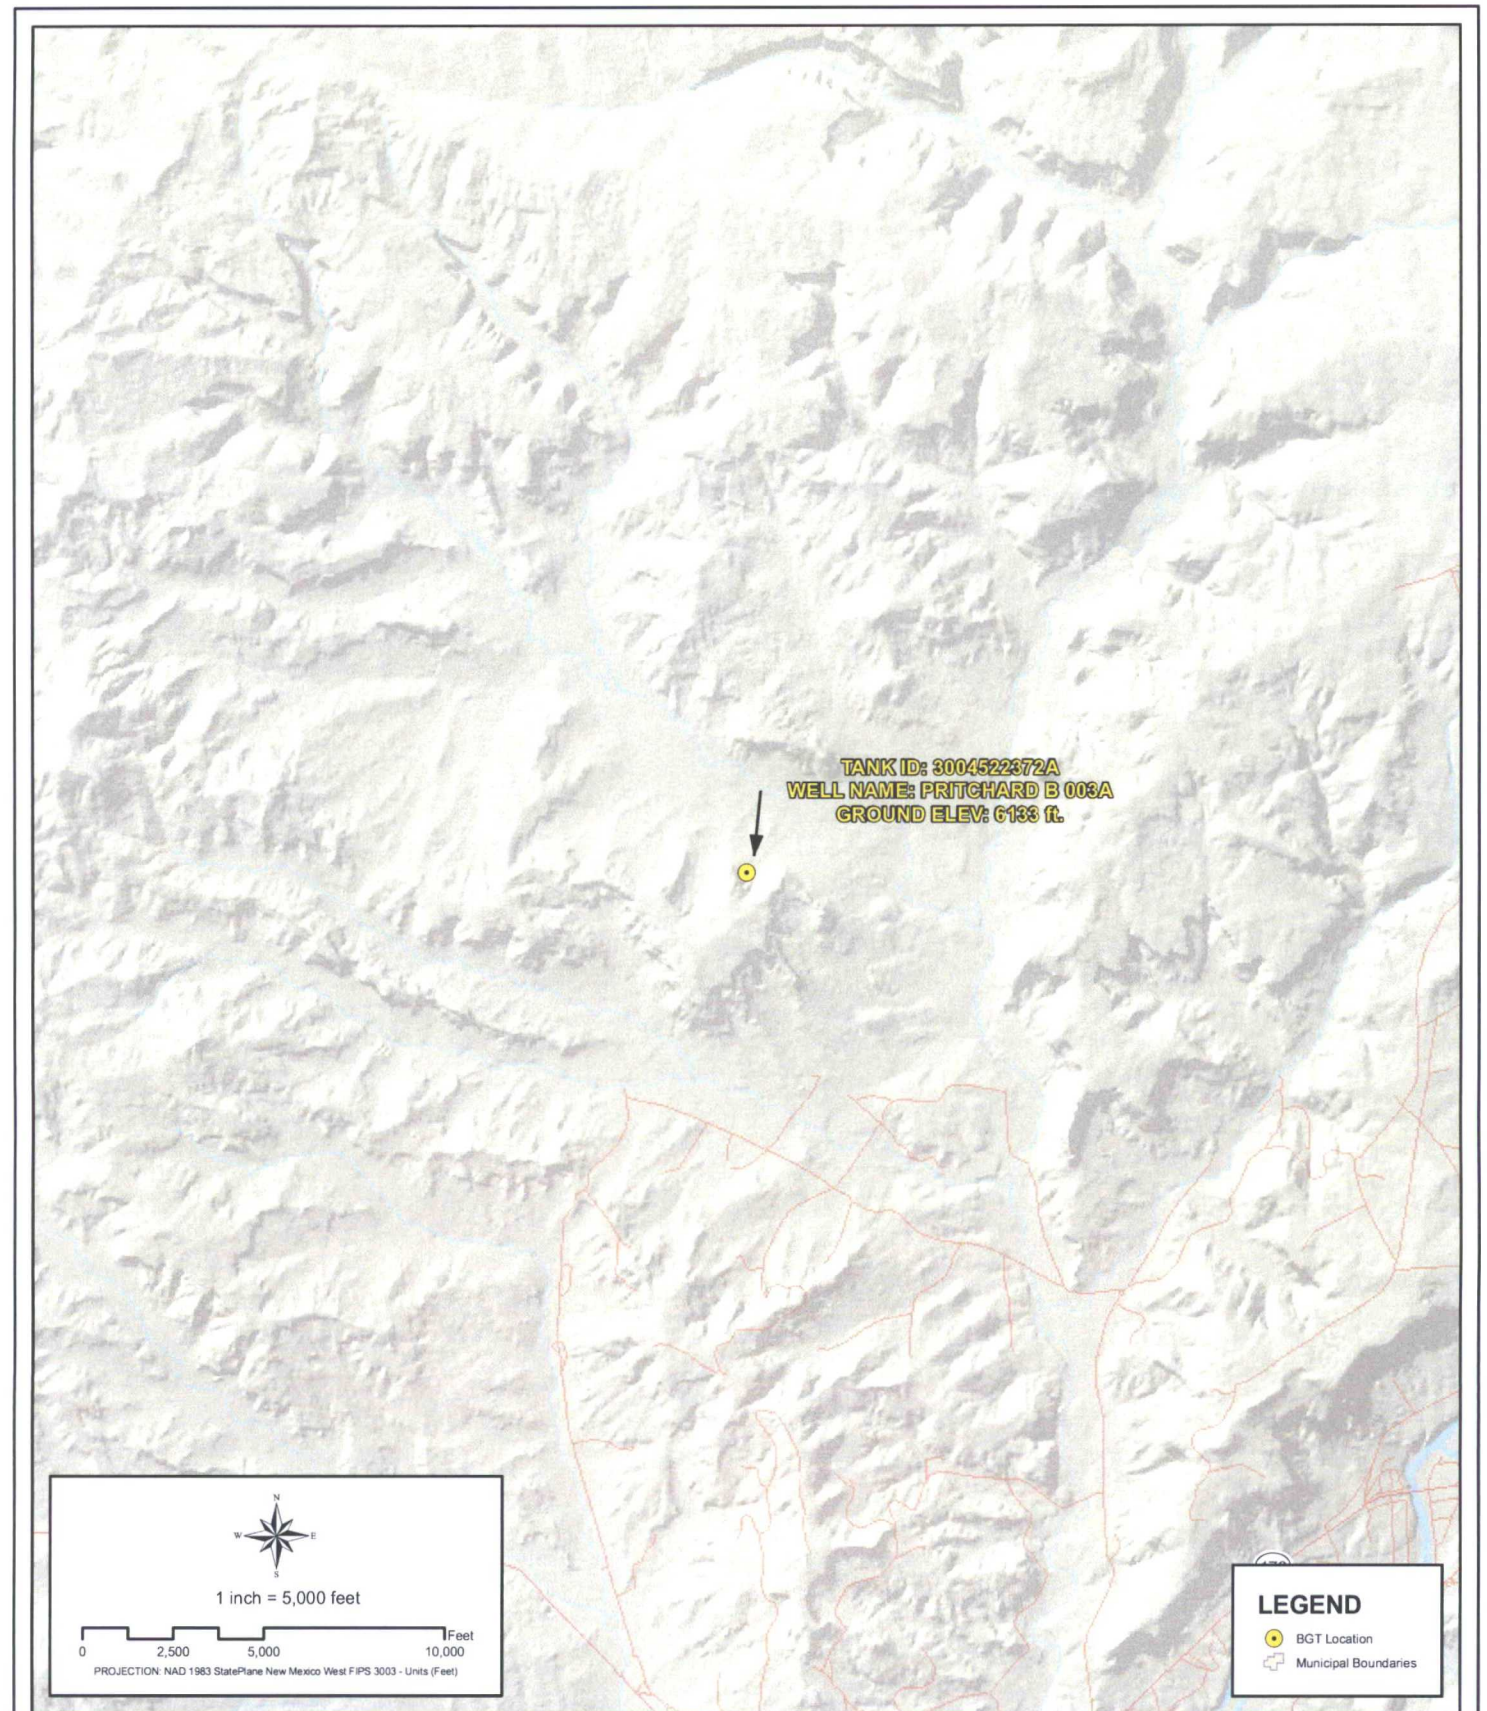 TANK ID: 3004522372A
WELL NAME: PRITCHARD B 003A
GROUND ELEV: 6133 ft.
N
W E
S
1 inch = 5,000 feet
Feet
0 2,500 5,000 10,000
PROJECTION: NAD 1983 StatePlane New Mexico West FIPS 3003 - Units (Feet)
LEGEND
BGT Location
Municipal Boundaries